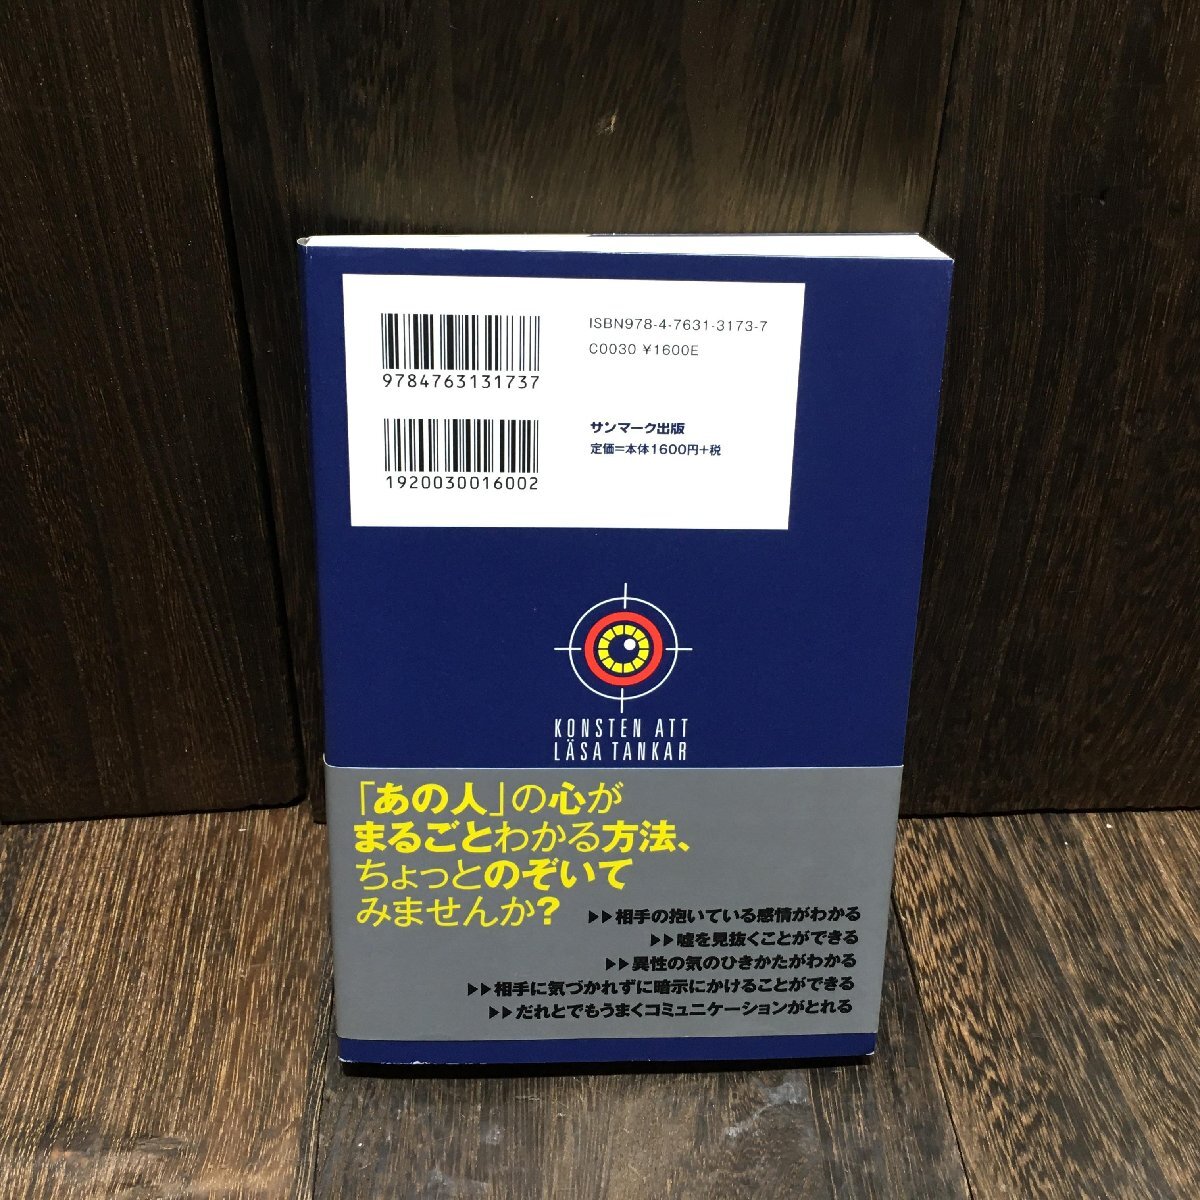 ISBN978-4-7631-3173-7
C0030 ¥1600E
9784763131737
サンマーク出版
定価=本体1600円+税
1920030016002
KONSTEN ATT
LÄSA TANKAR
「あの人」の心が
まるごとわかる方法、
ちょっとのぞいて
みませんか?
▶▶相手の抱いている感情がわかる
▶▶嘘を見抜くことができる
▶▶異性の気のひきかたがわかる
▶▶相手に気づかれずに暗示にかけることができる
▶▶だれとでもうまくコミュニケーションがとれる